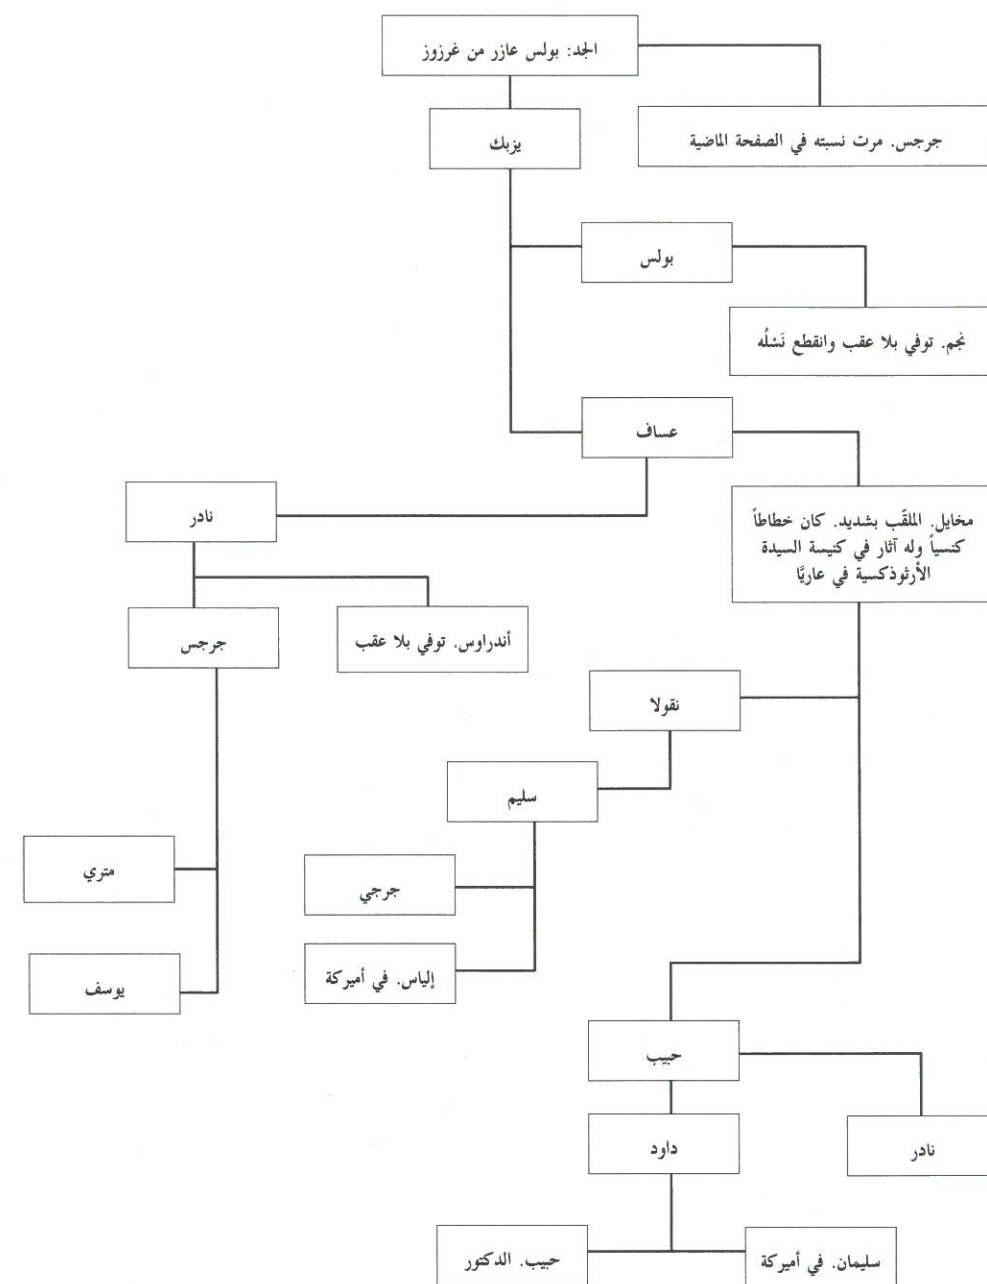 الجد: بولس عازر من غرزوز
جرجس. مرت نسبته في الصفحة الماضية
يزبك
بولس
نجم. توفي بلا عقب وانقطع نَسْلُه
عساف
نادر
مخايل. الملقَّب بشديد. كان خطاطاً
كنسياً وله آثار في كنيسة السيدة
الأرثوذكسية في عاريَّا
جرجس
أندراوس. توفي بلا عقب
نقولا
سليم
متري
جرجي
إلياس. في أميركة
يوسف
حبيب
داود
نادر
سليمان. في أميركة
حبيب. الدكتور